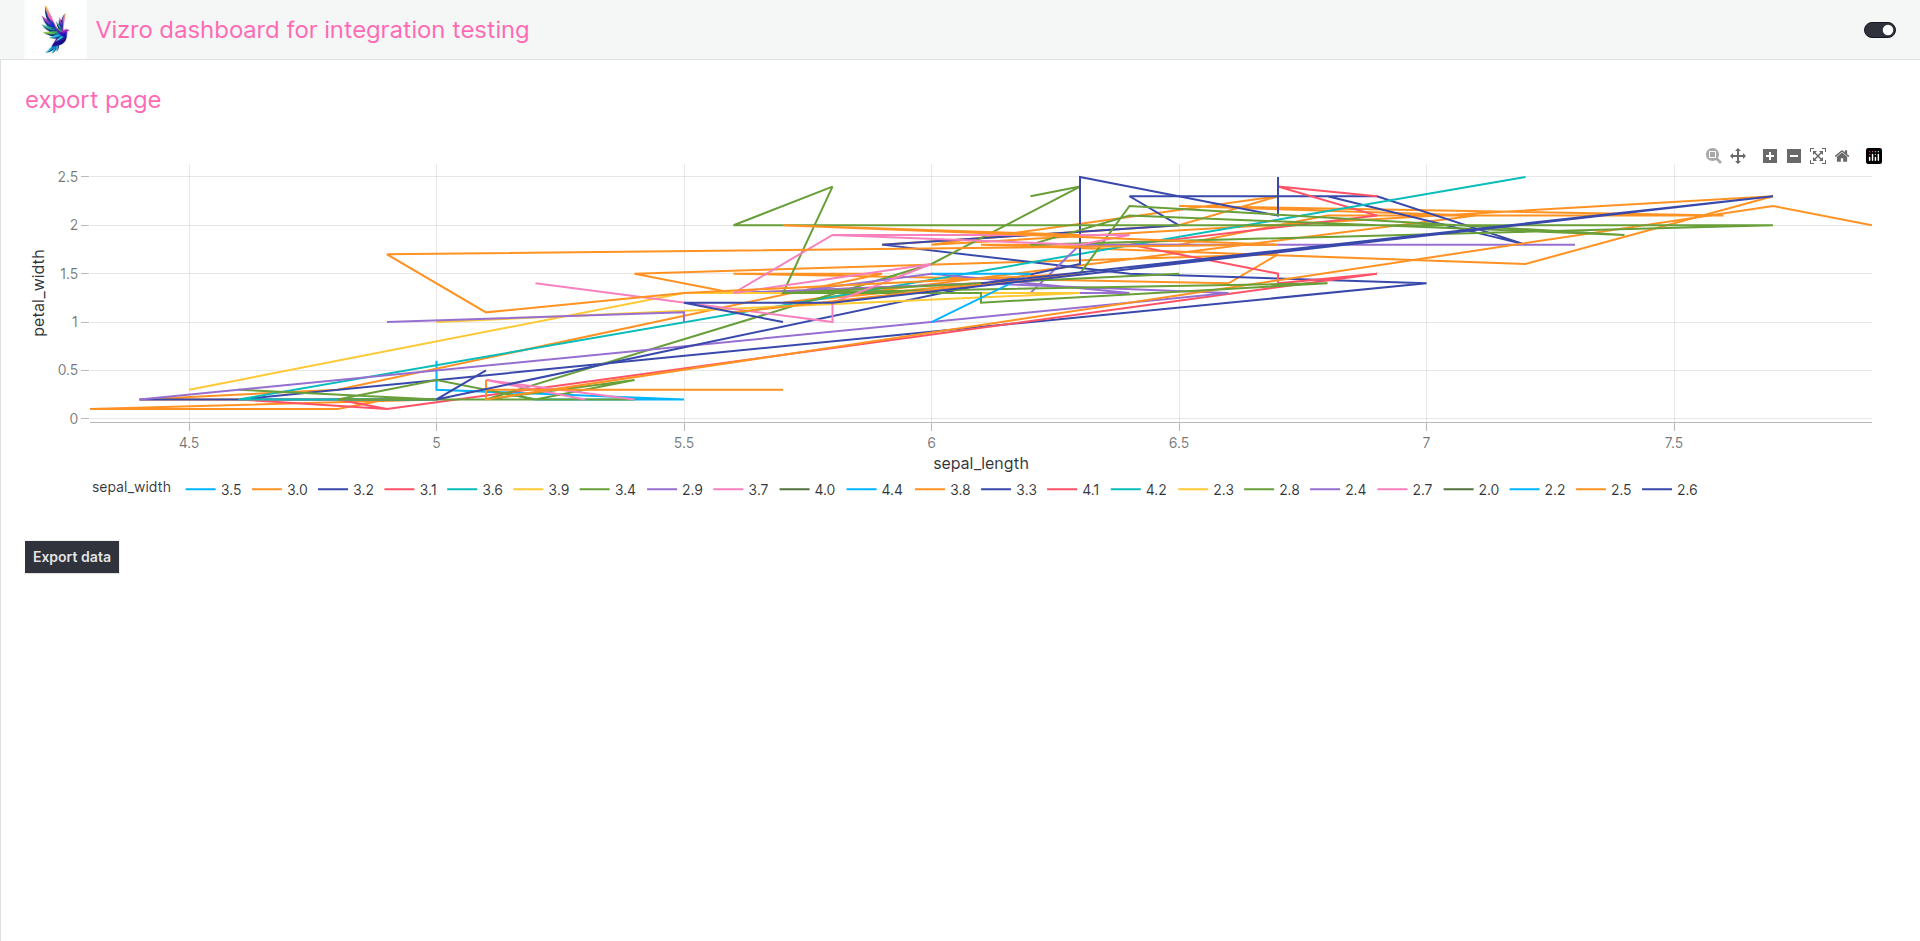 Vizro dashboard for integration testing
export page
2.5
2
1.5
1
0.5
0
petal_width
4.5 5 5.5 6 6.5 7 7.5
sepal_length
sepal_width 3.5 3.0 3.2 3.1 3.6 3.9 3.4 2.9 3.7 4.0 4.4 3.8 3.3 4.1 4.2 2.3 2.8 2.4 2.7 2.0 2.2 2.5 2.6
Export data